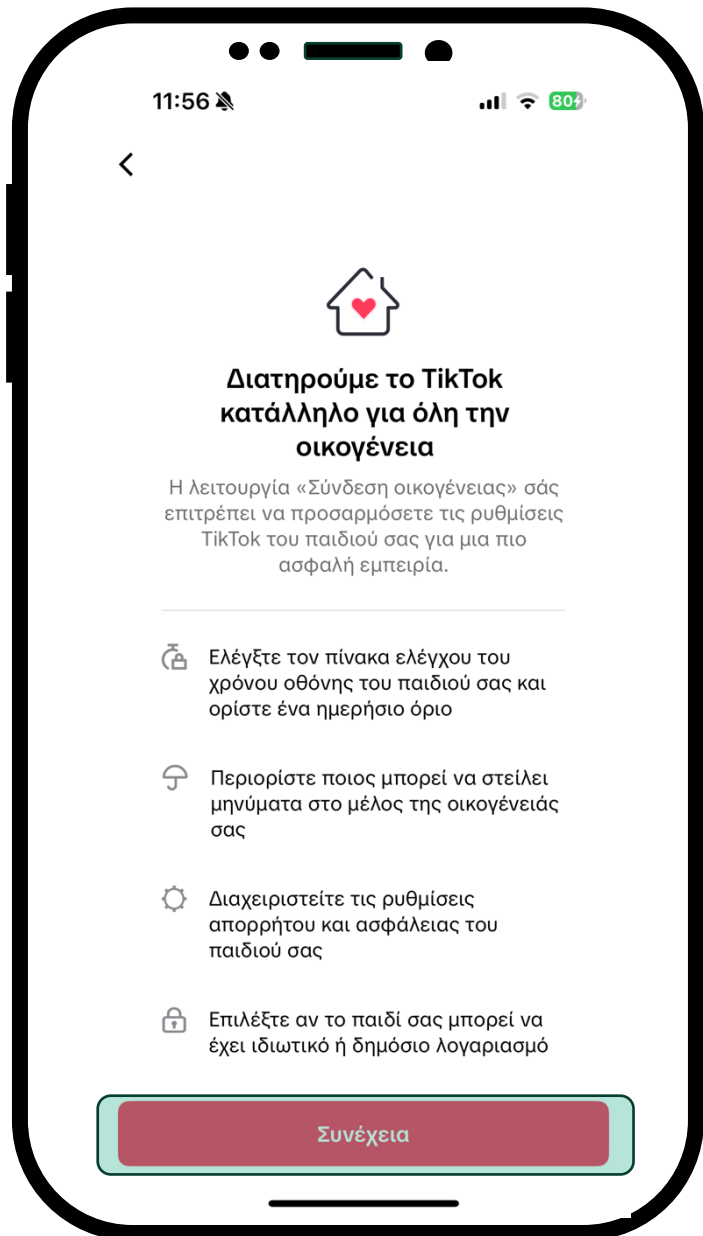 11:56
80
Διατηρούμε το TikTok
κατάλληλο για όλη την
οικογένεια
Η λειτουργία «Σύνδεση οικογένειας» σάς
επιτρέπει να προσαρμόσετε τις ρυθμίσεις
TikTok του παιδιού σας για μια πιο
ασφαλή εμπειρία.
Ελέγξτε τον πίνακα ελέγχου του
χρόνου οθόνης του παιδιού σας και
ορίστε ένα ημερήσιο όριο
Περιορίστε ποιος μπορεί να στείλει
μηνύματα στο μέλος της οικογένειάς
σας
Διαχειριστείτε τις ρυθμίσεις
απορρήτου και ασφάλειας του
παιδιού σας
Επιλέξτε αν το παιδί σας μπορεί να
έχει ιδιωτικό ή δημόσιο λογαριασμό
Συνέχεια